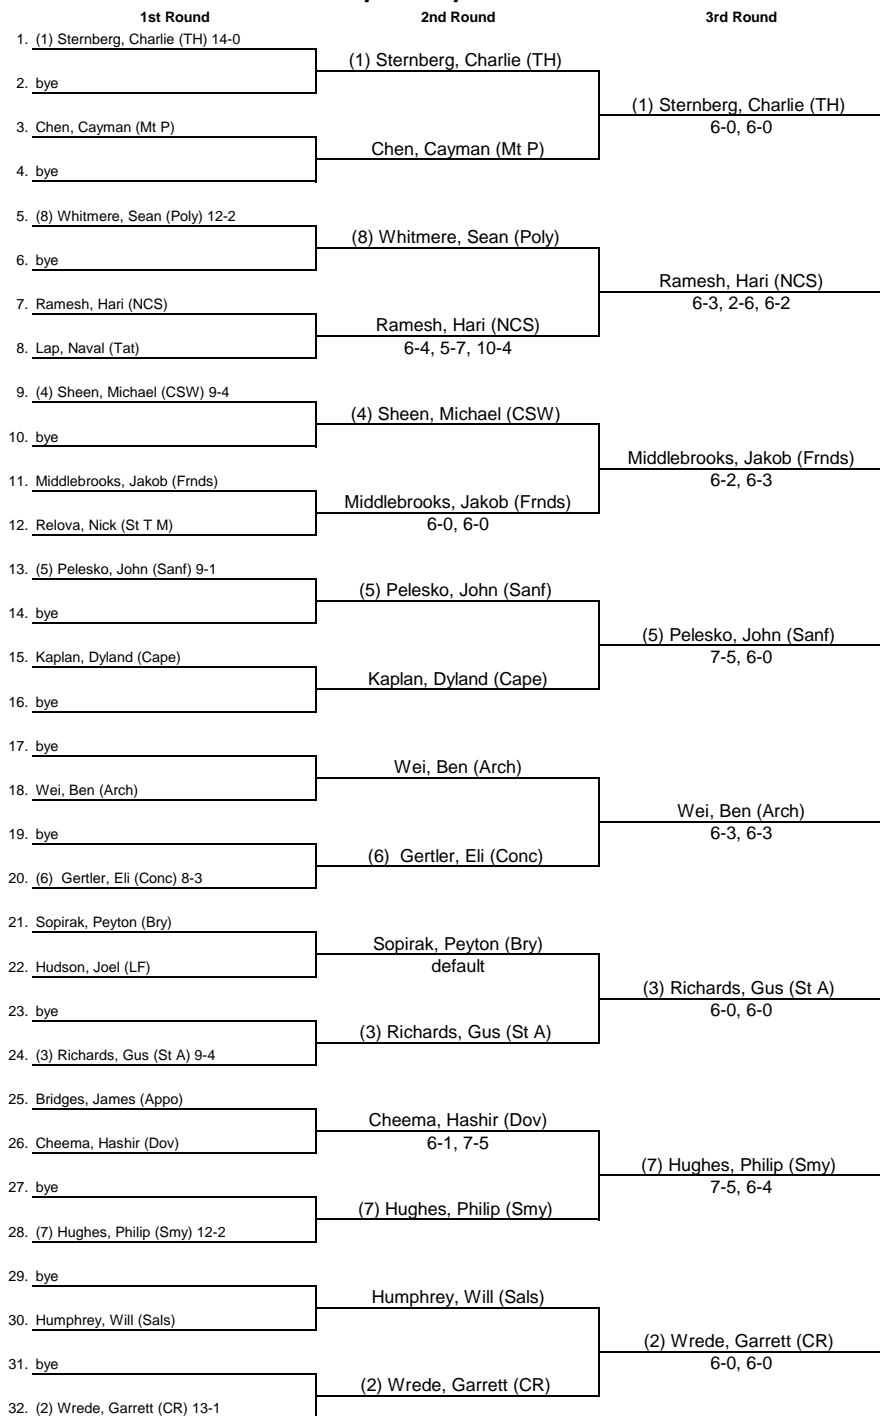 1st Round
2nd Round
3rd Round
1. (1) Sternberg, Charlie (TH) 14-0
(1) Sternberg, Charlie (TH)
2. bye
(1) Sternberg, Charlie (TH)
6-0, 6-0
3. Chen, Cayman (Mt P)
Chen, Cayman (Mt P)
4. bye
5. (8) Whitmere, Sean (Poly) 12-2
(8) Whitmere, Sean (Poly)
6. bye
Ramesh, Hari (NCS)
6-3, 2-6, 6-2
7. Ramesh, Hari (NCS)
Ramesh, Hari (NCS)
6-4, 5-7, 10-4
8. Lap, Naval (Tat)
9. (4) Sheen, Michael (CSW) 9-4
(4) Sheen, Michael (CSW)
10. bye
Middlebrooks, Jakob (Frnds)
6-2, 6-3
11. Middlebrooks, Jakob (Frnds)
Middlebrooks, Jakob (Frnds)
6-0, 6-0
12. Relova, Nick (St T M)
13. (5) Pelesko, John (Sanf) 9-1
(5) Pelesko, John (Sanf)
14. bye
(5) Pelesko, John (Sanf)
7-5, 6-0
15. Kaplan, Dyland (Cape)
Kaplan, Dyland (Cape)
16. bye
17. bye
Wei, Ben (Arch)
18. Wei, Ben (Arch)
Wei, Ben (Arch)
6-3, 6-3
19. bye
(6) Gertler, Eli (Conc)
20. (6) Gertler, Eli (Conc) 8-3
21. Sopirak, Peyton (Bry)
Sopirak, Peyton (Bry)
default
22. Hudson, Joel (LF)
(3) Richards, Gus (St A)
6-0, 6-0
23. bye
(3) Richards, Gus (St A)
24. (3) Richards, Gus (St A) 9-4
25. Bridges, James (Appo)
Cheema, Hashir (Dov)
6-1, 7-5
26. Cheema, Hashir (Dov)
(7) Hughes, Philip (Smy)
7-5, 6-4
27. bye
(7) Hughes, Philip (Smy)
28. (7) Hughes, Philip (Smy) 12-2
29. bye
Humphrey, Will (Sals)
30. Humphrey, Will (Sals)
(2) Wrede, Garrett (CR)
6-0, 6-0
31. bye
(2) Wrede, Garrett (CR)
32. (2) Wrede, Garrett (CR) 13-1